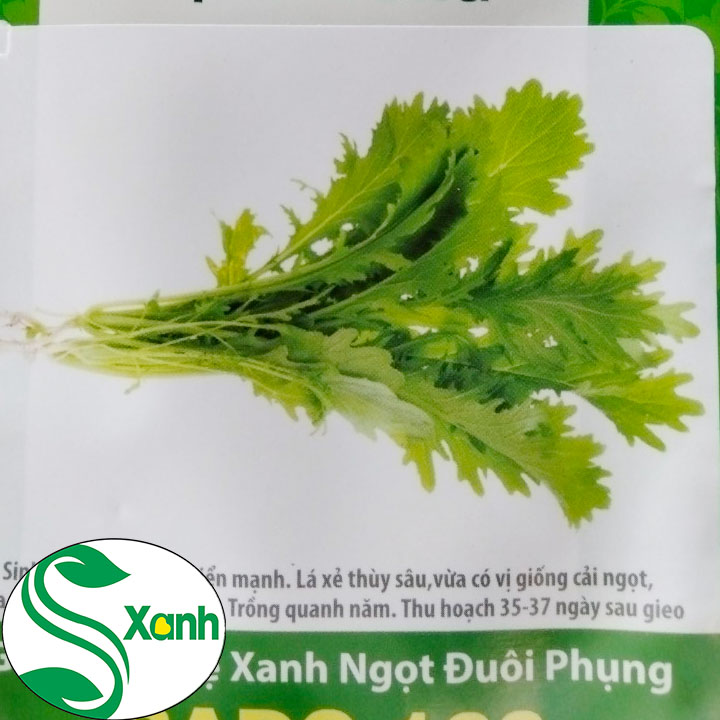 Sin ển mạnh. Lá xẻ thùy sâu,vừa có vị giống cải ngọt,
Trồng quanh năm. Thu hoạch 35-37 ngày sau gieo
Xanh
ẹ Xanh Ngọt Đuôi Phụng